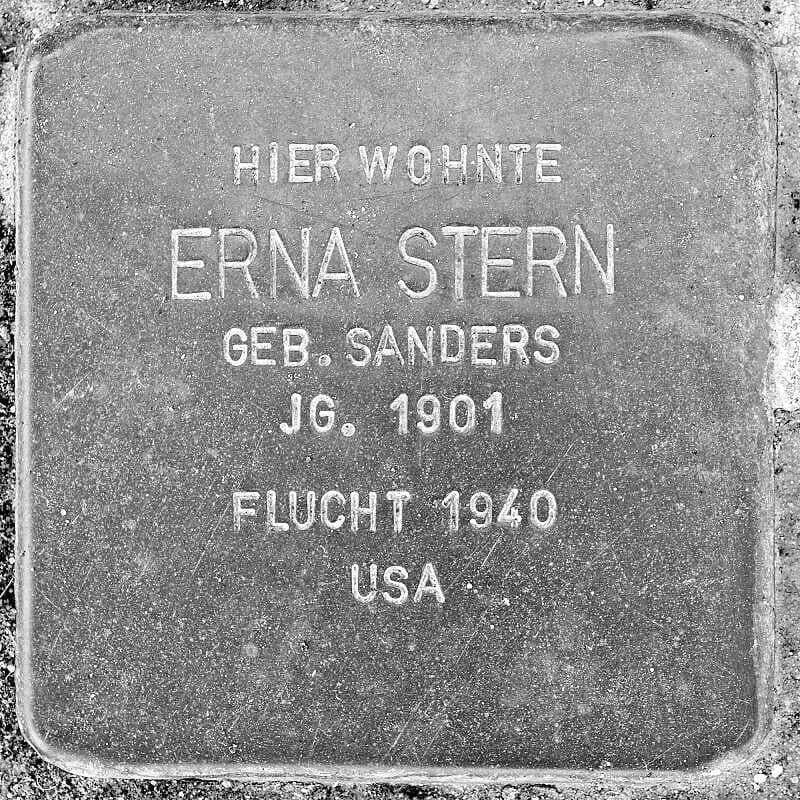 HIER WOHNTE
ERNA STERN
GEB. SANDERS
JG. 1901
FLUCHT 1940
USA